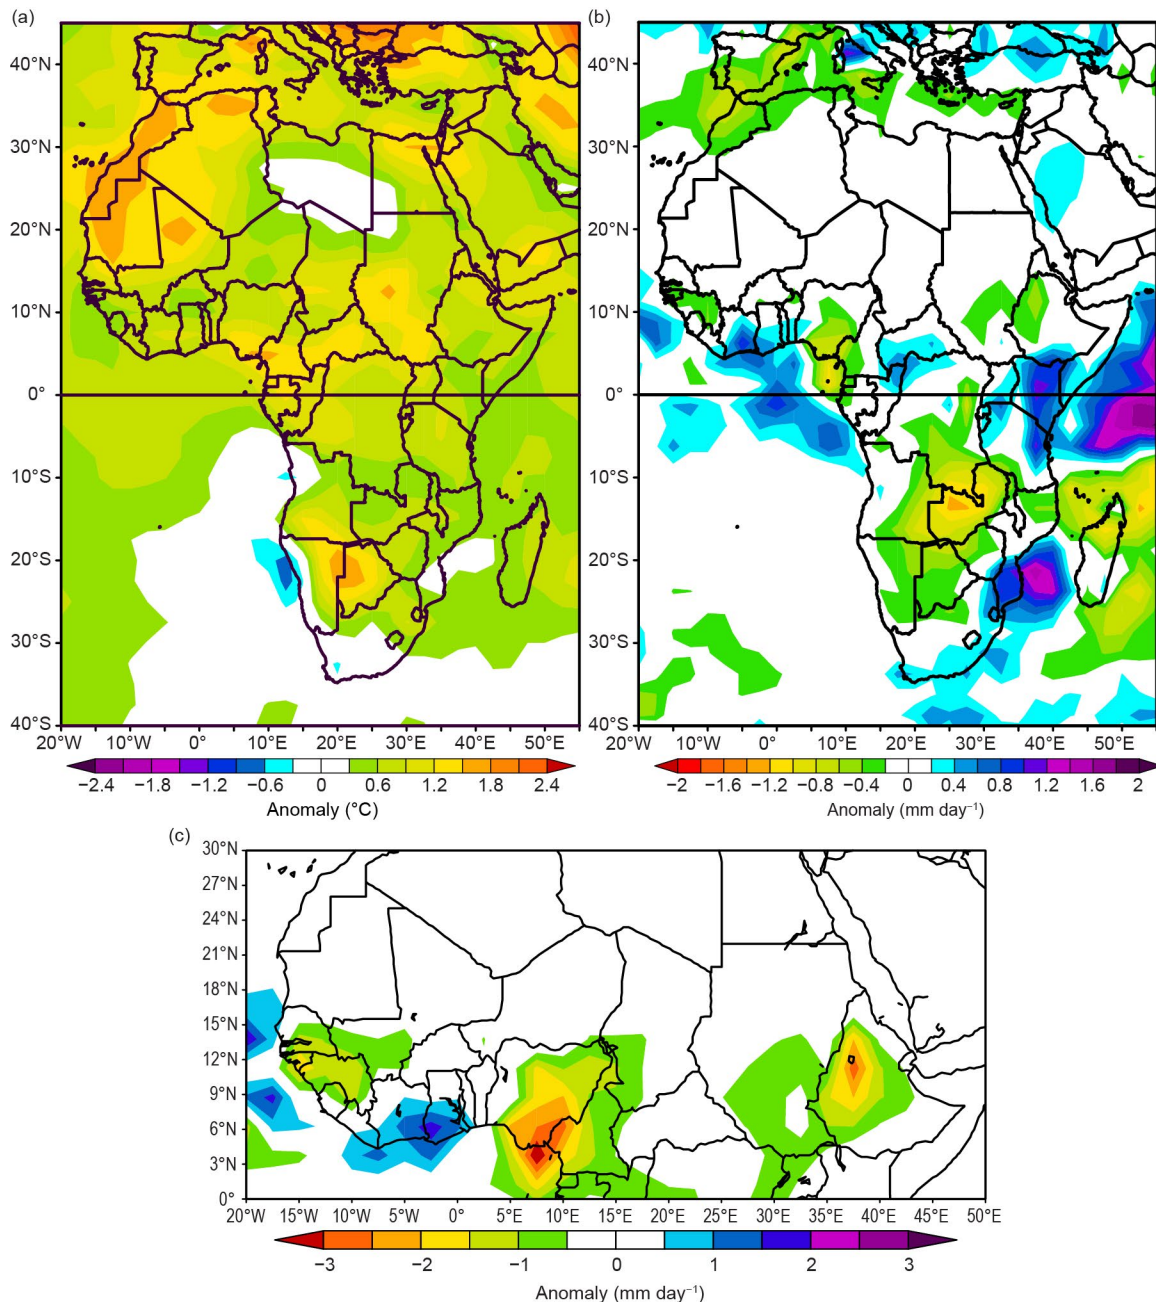 (a)
40°N
30°N
20°N
10°N
0°
10°S
20°S
30°S
40°S
20°W 10°W 0° 10°E 20°E 30°E 40°E 50°E
−2.4 −1.8 −1.2 −0.6 0 0.6 1.2 1.8 2.4
Anomaly (°C)
(b)
40°N
30°N
20°N
10°N
0°
10°S
20°S
30°S
40°S
20°W 10°W 0° 10°E 20°E 30°E 40°E 50°E
−2 −1.6 −1.2 −0.8 −0.4 0 0.4 0.8 1.2 1.6 2
Anomaly (mm day⁻¹)
(c)
30°N
27°N
24°N
21°N
18°N
15°N
12°N
9°N
6°N
3°N
0°
20°W 15°W 10°W 5°W 0° 5°E 10°E 15°E 20°E 25°E 30°E 35°E 40°E 45°E 50°E
−3 −2 −1 0 1 2 3
Anomaly (mm day⁻¹)